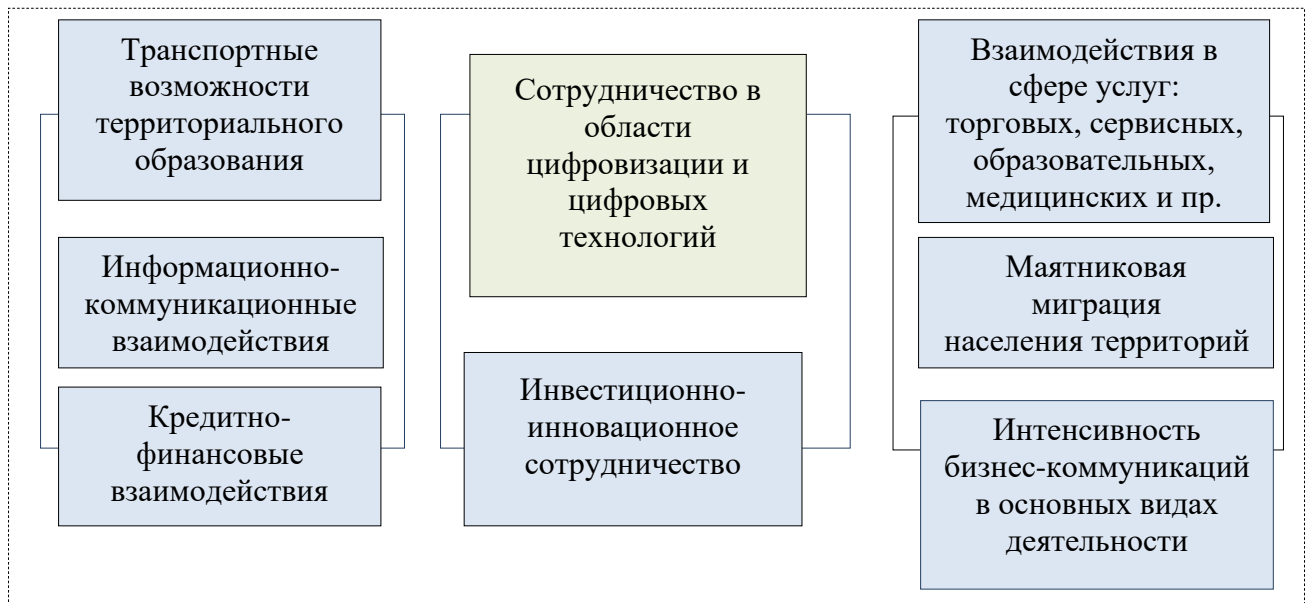 Транспортные
возможности
территориального
образования
Информационно-
коммуникационные
взаимодействия
Кредитно-
финансовые
взаимодействия
Сотрудничество в
области
цифровизации и
цифровых
технологий
Инвестиционно-
инновационное
сотрудничество
Взаимодействия в
сфере услуг:
торговых, сервисных,
образовательных,
медицинских и пр.
Маятниковая
миграция
населения территорий
Интенсивность
бизнес-коммуникаций
в основных видах
деятельности